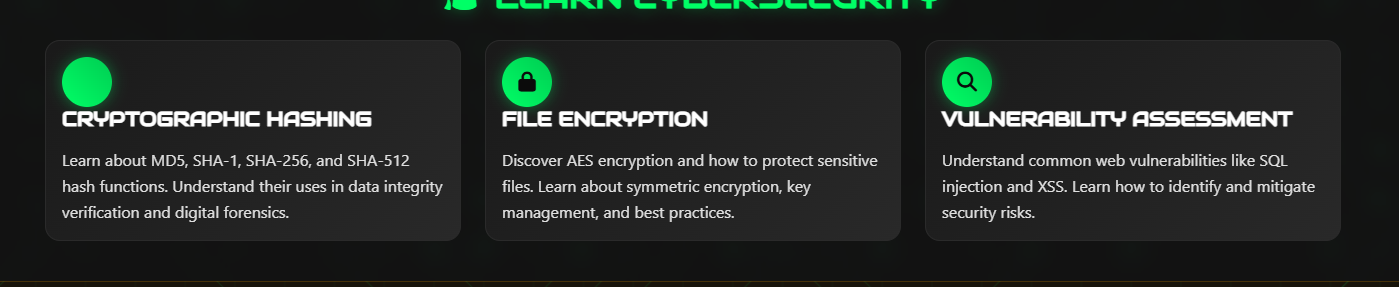 LEARN CYBERSECURITY
CRYPTOGRAPHIC HASHING
Learn about MD5, SHA-1, SHA-256, and SHA-512
hash functions. Understand their uses in data integrity
verification and digital forensics.
FILE ENCRYPTION
Discover AES encryption and how to protect sensitive
files. Learn about symmetric encryption, key
management, and best practices.
VULNERABILITY ASSESSMENT
Understand common web vulnerabilities like SQL
injection and XSS. Learn how to identify and mitigate
security risks.